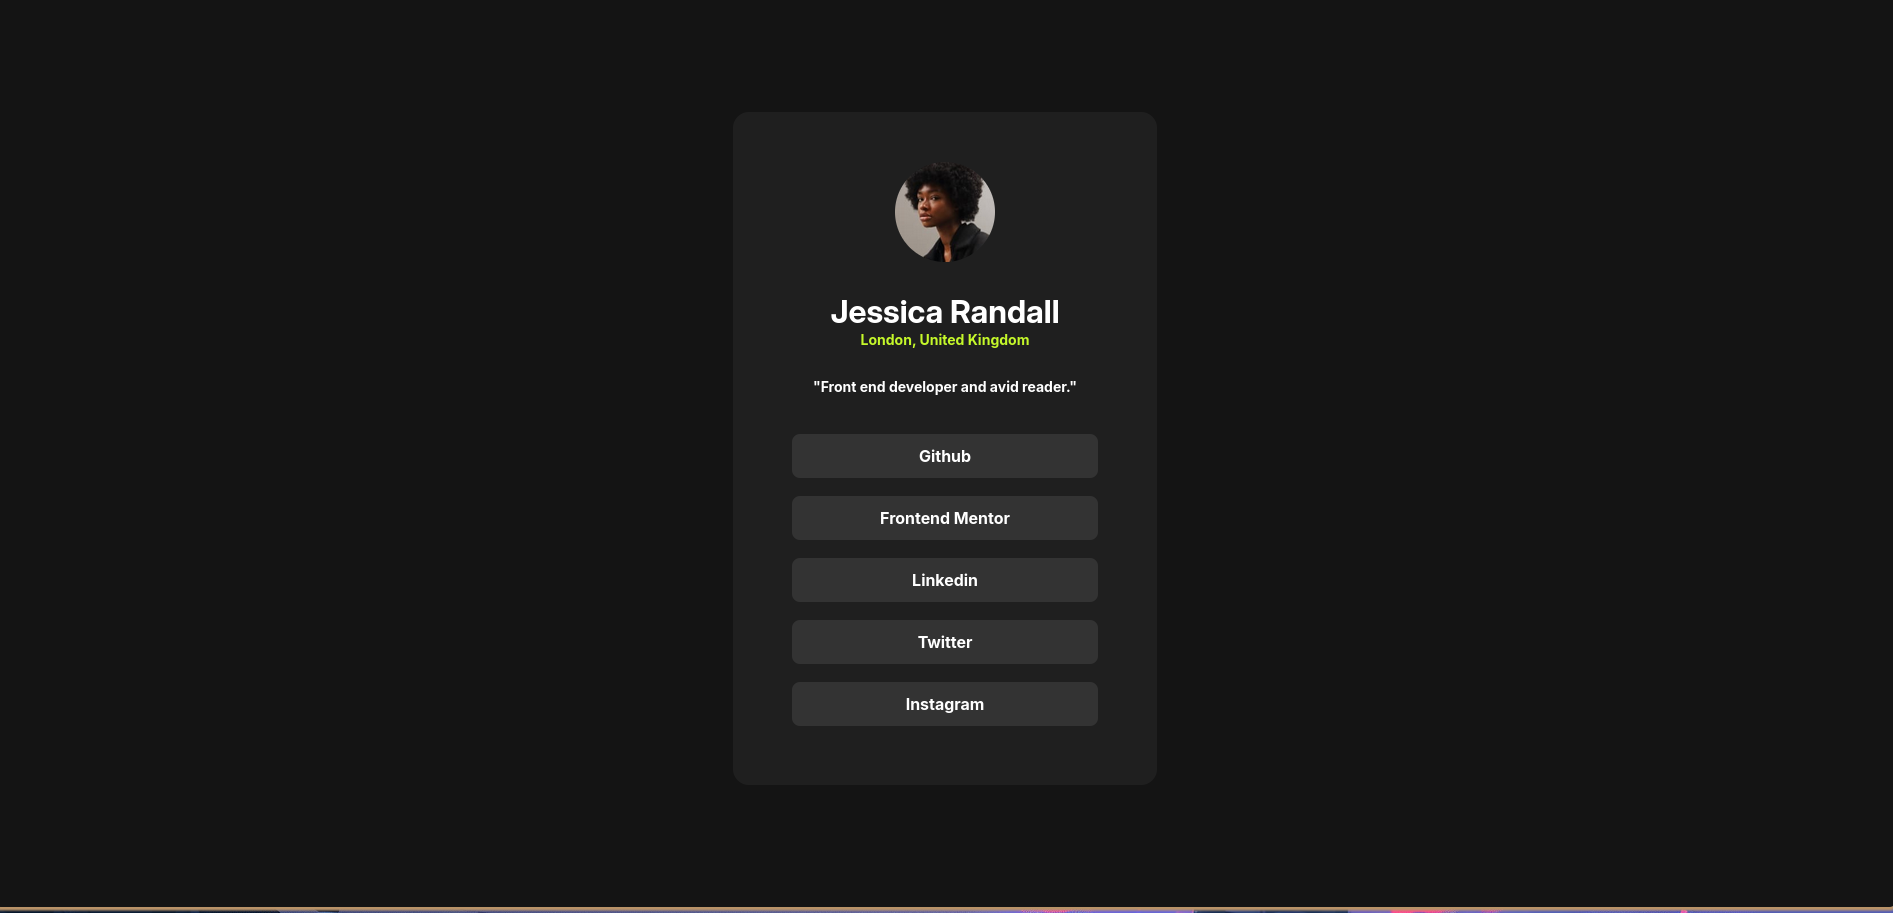 Jessica Randall
London, United Kingdom
"Front end developer and avid reader."
Github
Frontend Mentor
Linkedin
Twitter
Instagram